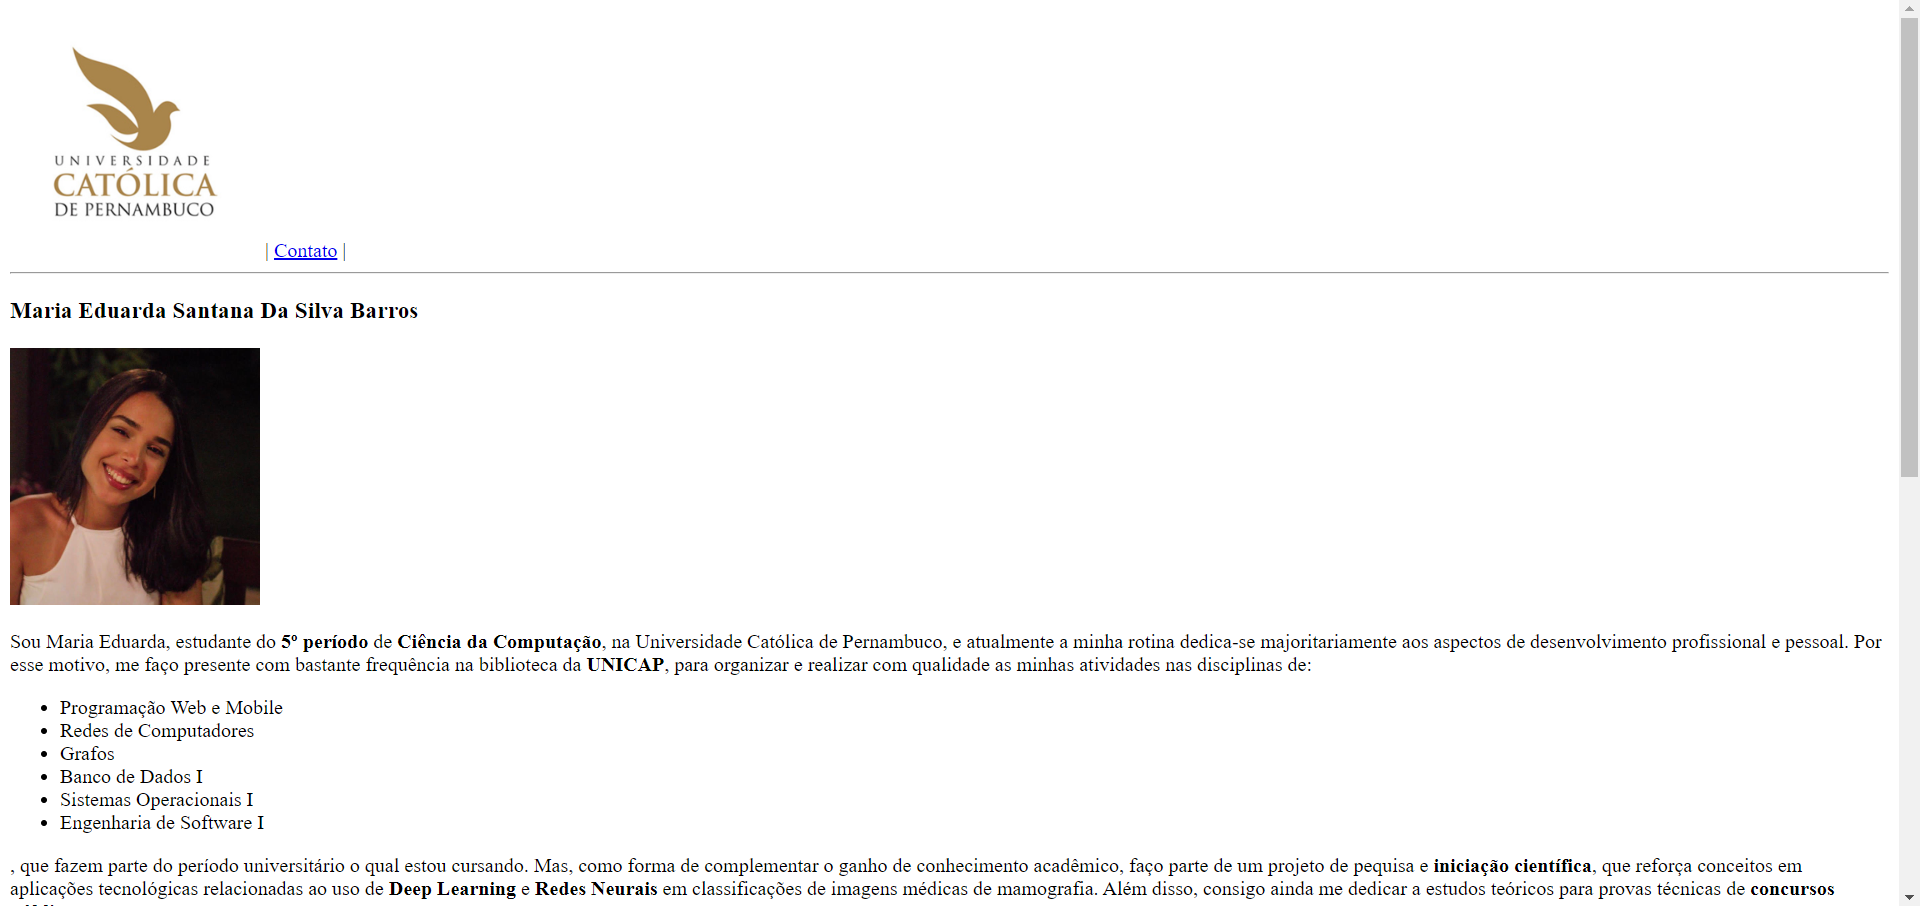 UNIVERSIDADE
CATÓLICA
DE PERNAMBUCO
| Contato |
Maria Eduarda Santana Da Silva Barros
Sou Maria Eduarda, estudante do 5º período de Ciência da Computação, na Universidade Católica de Pernambuco, e atualmente a minha rotina dedica-se majoritariamente aos aspectos de desenvolvimento profissional e pessoal. Por
esse motivo, me faço presente com bastante frequência na biblioteca da UNICAP, para organizar e realizar com qualidade as minhas atividades nas disciplinas de:
• Programação Web e Mobile
• Redes de Computadores
• Grafos
• Banco de Dados I
• Sistemas Operacionais I
• Engenharia de Software I
, que fazem parte do período universitário o qual estou cursando. Mas, como forma de complementar o ganho de conhecimento acadêmico, faço parte de um projeto de pequisa e iniciação científica, que reforça conceitos em
aplicações tecnológicas relacionadas ao uso de Deep Learning e Redes Neurais em classificações de imagens médicas de mamografia. Além disso, consigo ainda me dedicar a estudos teóricos para provas técnicas de concursos